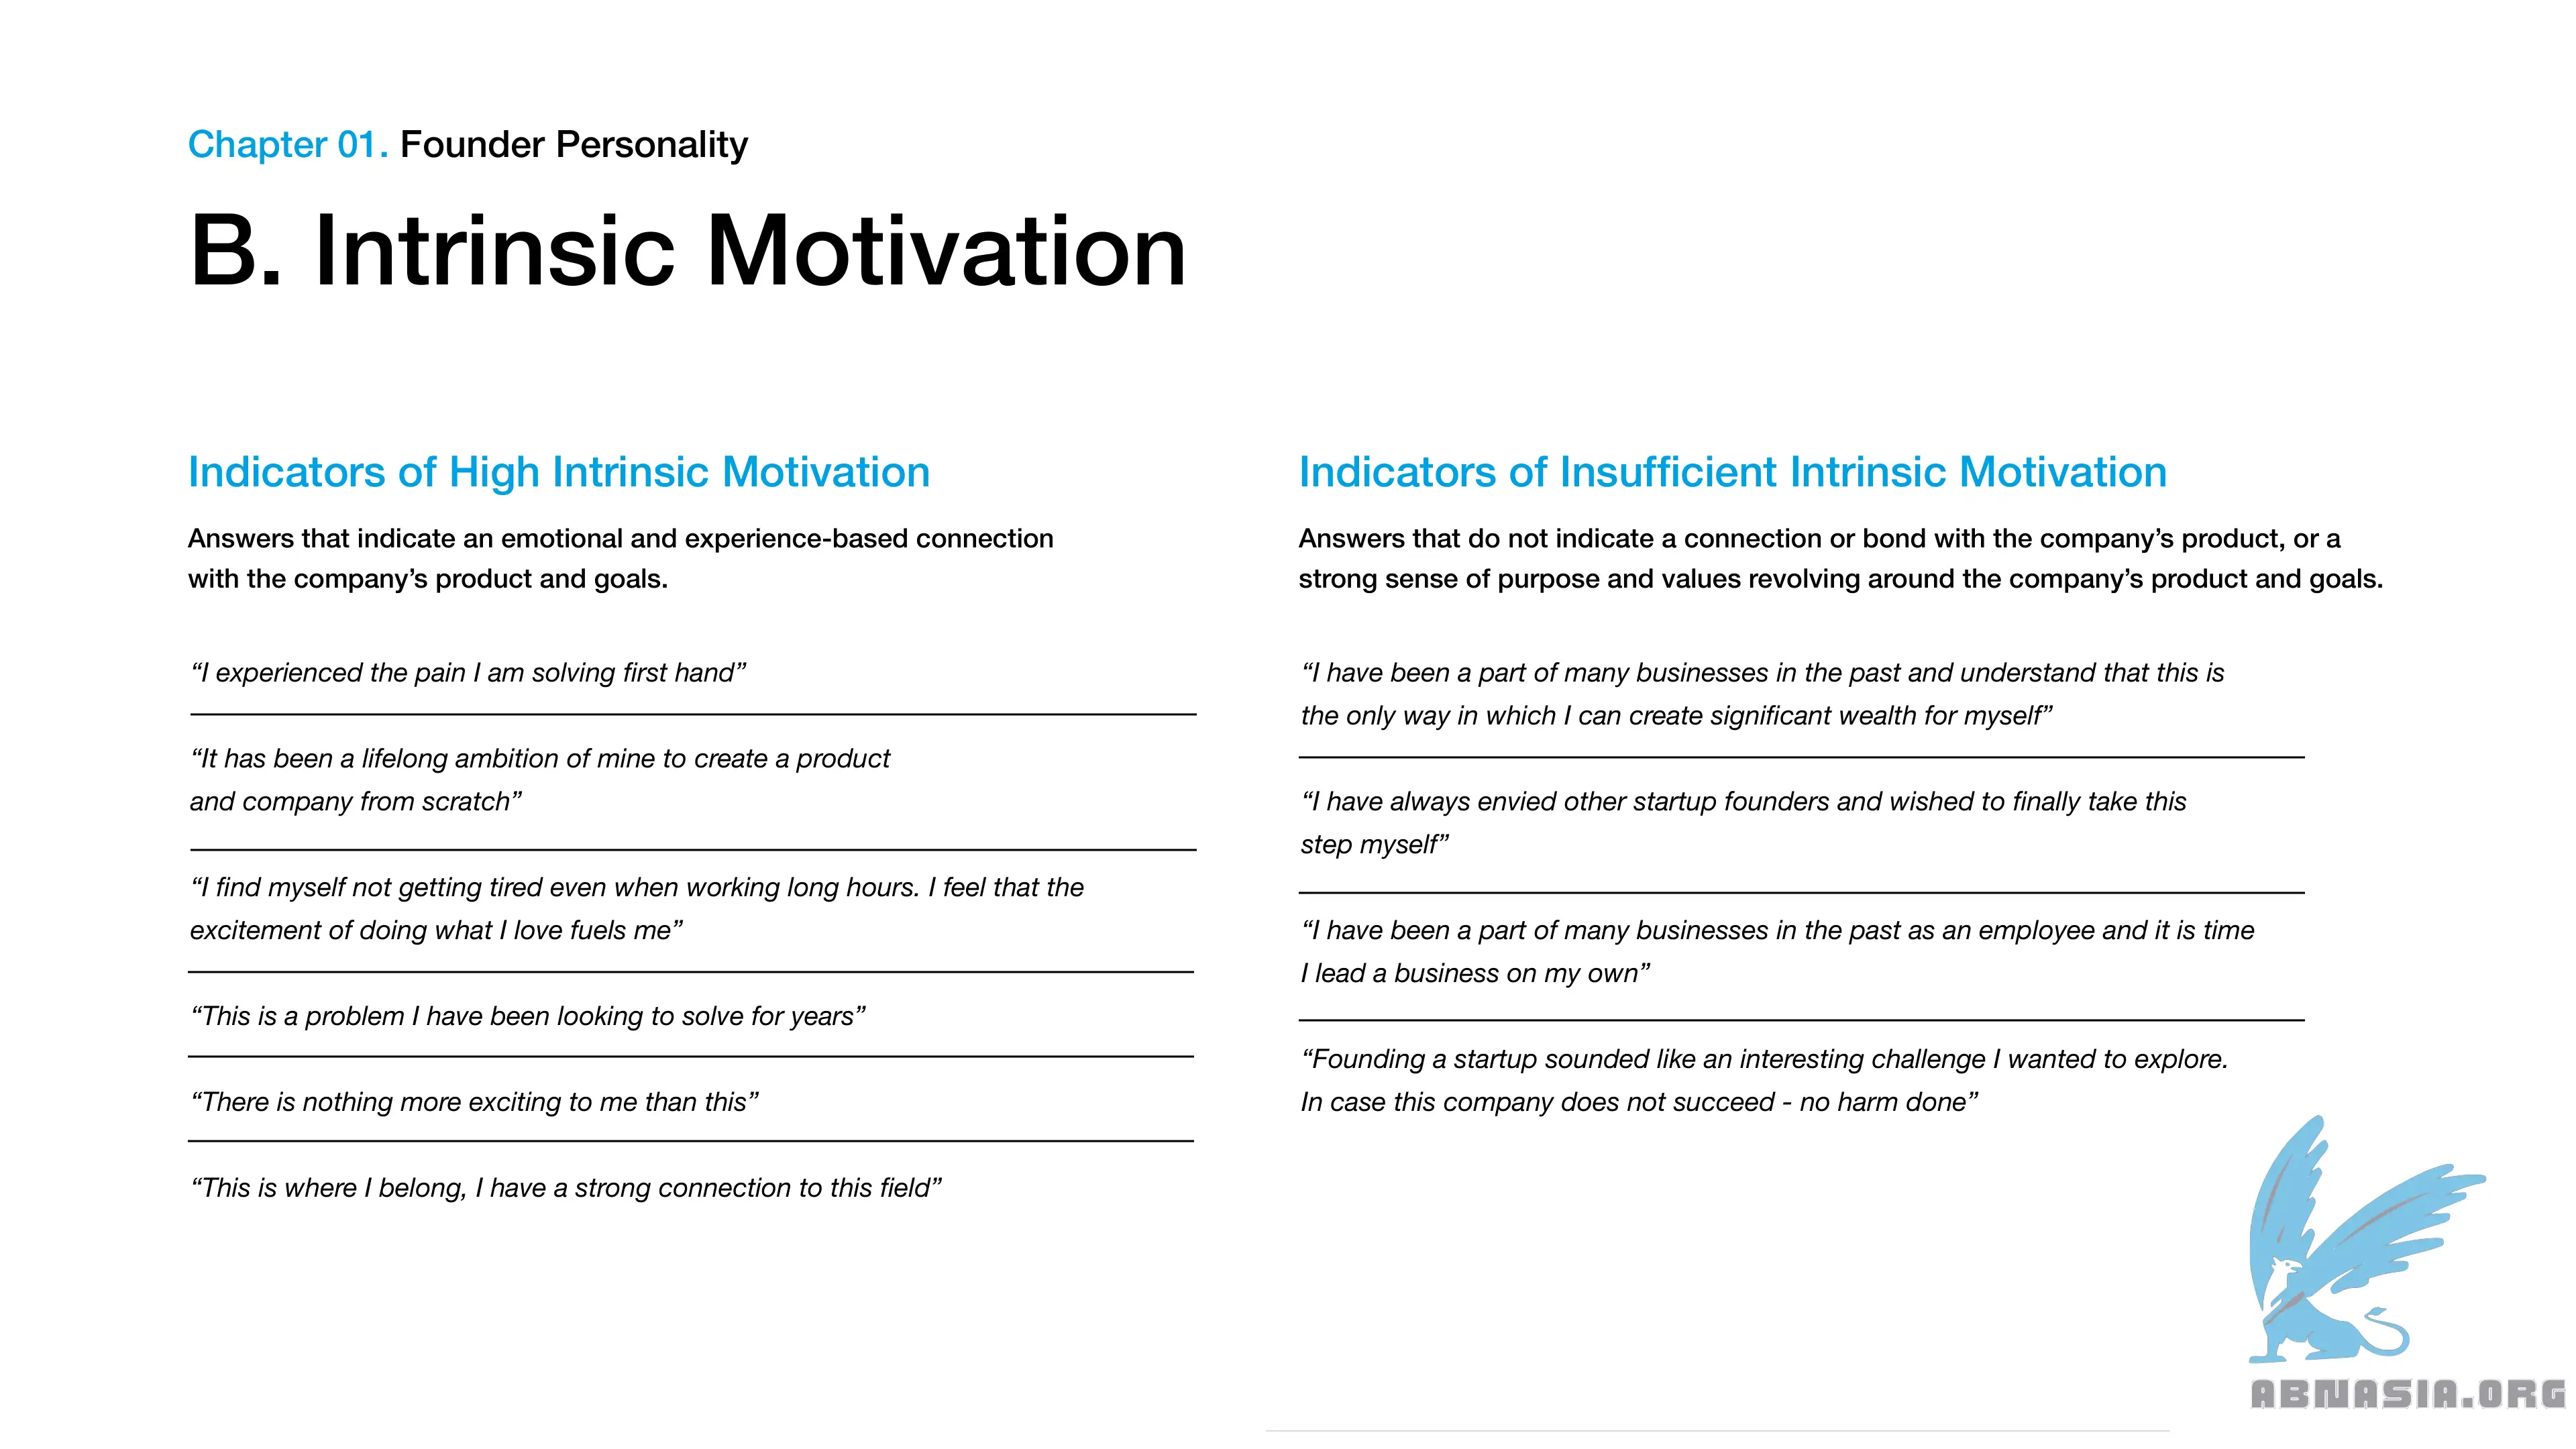 Chapter 01. Founder Personality
B. Intrinsic Motivation
Indicators of High Intrinsic Motivation
Answers that indicate an emotional and experience-based connection
with the company’s product and goals.
“I experienced the pain I am solving first hand”
“It has been a lifelong ambition of mine to create a product
and company from scratch”
“I find myself not getting tired even when working long hours. I feel that the
excitement of doing what I love fuels me”
“This is a problem I have been looking to solve for years”
“There is nothing more exciting to me than this”
“This is where I belong, I have a strong connection to this field”
Indicators of Insufficient Intrinsic Motivation
Answers that do not indicate a connection or bond with the company’s product, or a
strong sense of purpose and values revolving around the company’s product and goals.
“I have been a part of many businesses in the past and understand that this is
the only way in which I can create significant wealth for myself”
“I have always envied other startup founders and wished to finally take this
step myself”
“I have been a part of many businesses in the past as an employee and it is time
I lead a business on my own”
“Founding a startup sounded like an interesting challenge I wanted to explore.
In case this company does not succeed - no harm done”
ABNASIA.ORG